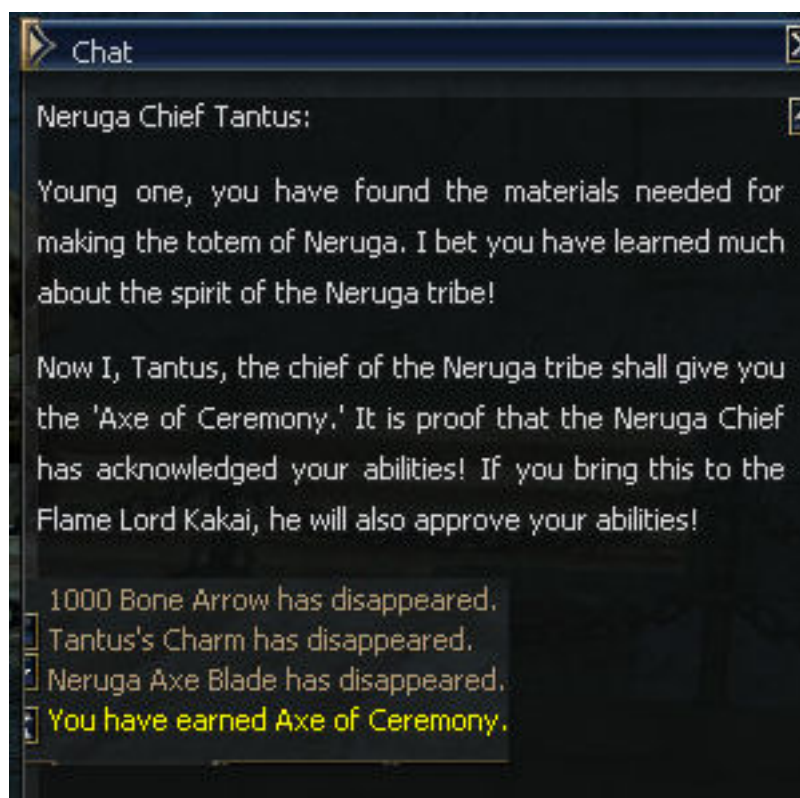 Chat
Neruga Chief Tantus:
Young one, you have found the materials needed for
making the totem of Neruga. I bet you have learned much
about the spirit of the Neruga tribe!
Now I, Tantus, the chief of the Neruga tribe shall give you
the 'Axe of Ceremony.' It is proof that the Neruga Chief
has acknowledged your abilities! If you bring this to the
Flame Lord Kakai, he will also approve your abilities!
1000 Bone Arrow has disappeared.
Tantus's Charm has disappeared.
Neruga Axe Blade has disappeared.
You have earned Axe of Ceremony.